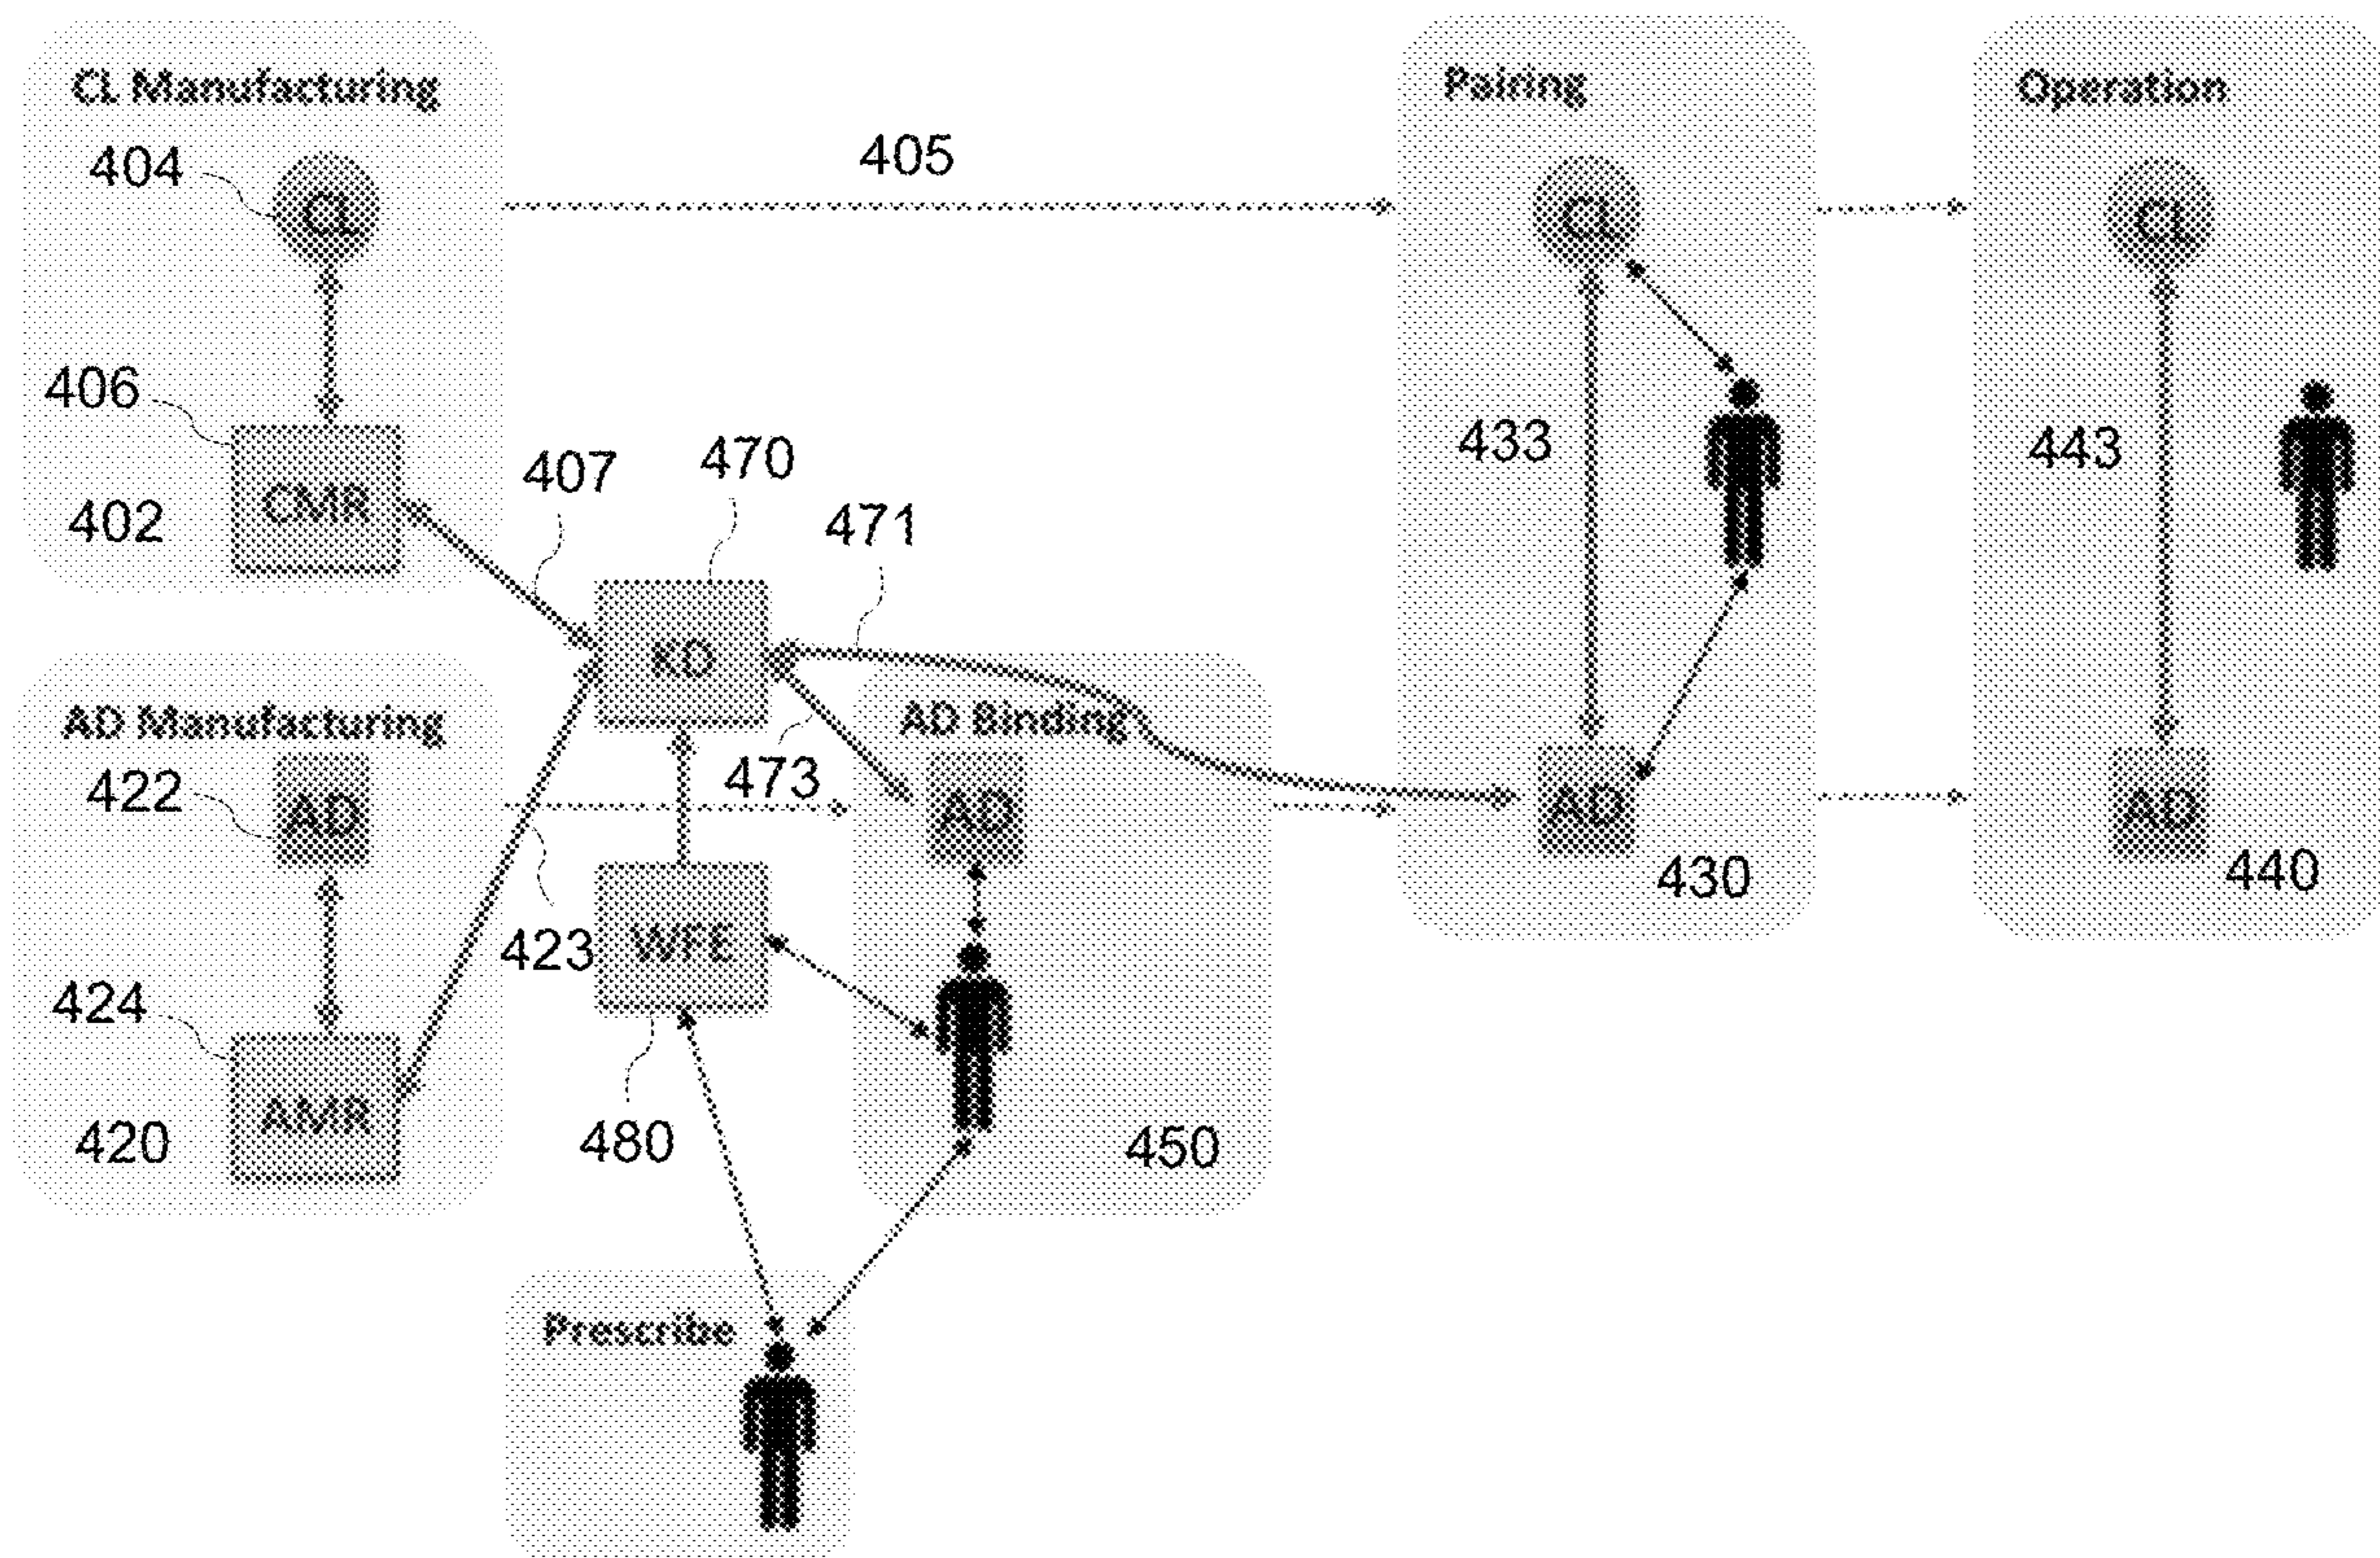 CL Manufacturing
404
CL
406
CMR
402
405
407
470
471
KD
AD Manufacturing
422
AD
424
AMR
420
423
473
WFE
480
AD Binding
AD
450
Prescribe
Pairing
CL
433
AD
430
Operation
CL
443
AD
440